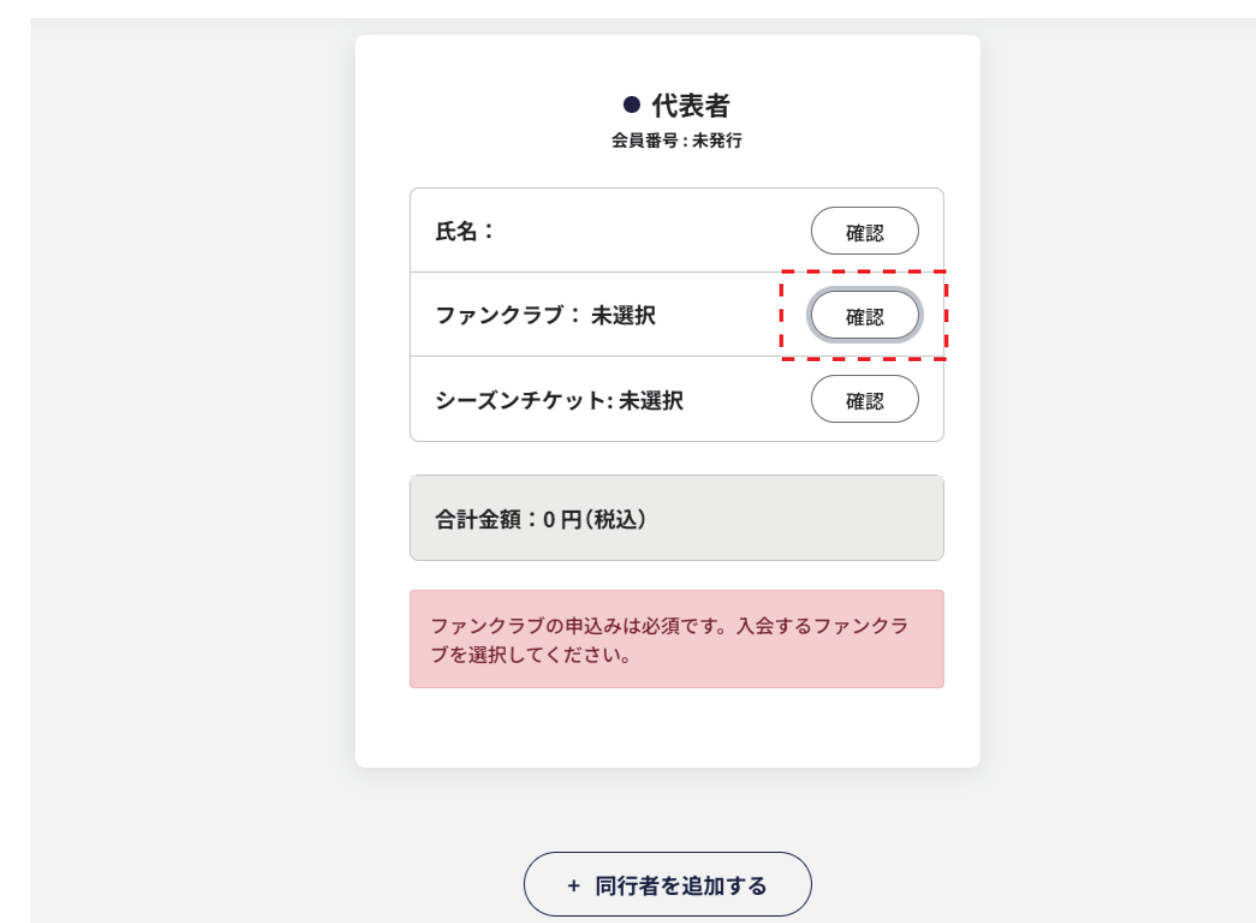 ● 代表者
会員番号 : 未発行
氏名：
確認
ファンクラブ： 未選択
確認
シーズンチケット: 未選択
確認
合計金額：0 円（税込）
ファンクラブの申込みは必須です。入会するファンクラ
ブを選択してください。
+ 同行者を追加する